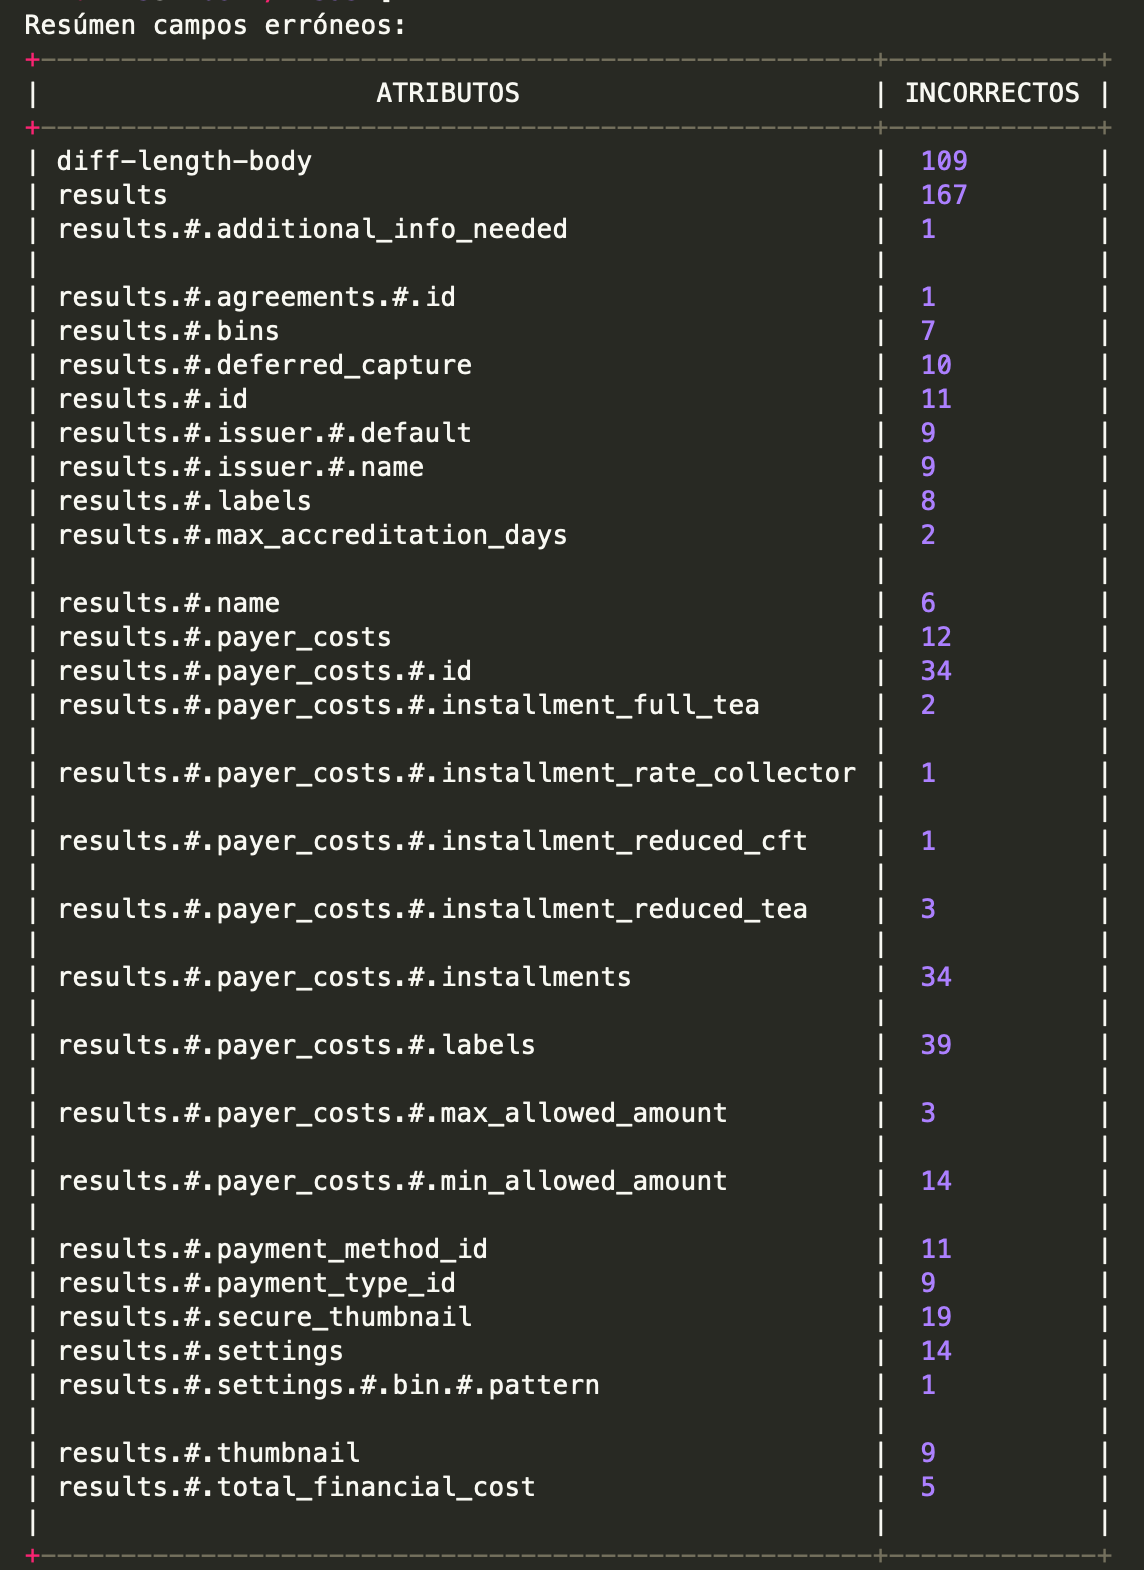 Resúmen campos erróneos:
+----------------------------------------------------+--------------+
| ATRIBUTOS | INCORRECTOS |
+----------------------------------------------------+--------------+
| diff-length-body | 109 |
| results | 167 |
| results.#.additional_info_needed | 1 |
| | |
| results.#.agreements.#.id | 1 |
| results.#.bins | 7 |
| results.#.deferred_capture | 10 |
| results.#.id | 11 |
| results.#.issuer.#.default | 9 |
| results.#.issuer.#.name | 9 |
| results.#.labels | 8 |
| results.#.max_accreditation_days | 2 |
| | |
| results.#.name | 6 |
| results.#.payer_costs | 12 |
| results.#.payer_costs.#.id | 34 |
| results.#.payer_costs.#.installment_full_tea | 2 |
| | |
| results.#.payer_costs.#.installment_rate_collector | 1 |
| | |
| results.#.payer_costs.#.installment_reduced_cft | 1 |
| | |
| results.#.payer_costs.#.installment_reduced_tea | 3 |
| | |
| results.#.payer_costs.#.installments | 34 |
| | |
| results.#.payer_costs.#.labels | 39 |
| | |
| results.#.payer_costs.#.max_allowed_amount | 3 |
| | |
| results.#.payer_costs.#.min_allowed_amount | 14 |
| | |
| results.#.payment_method_id | 11 |
| results.#.payment_type_id | 9 |
| results.#.secure_thumbnail | 19 |
| results.#.settings | 14 |
| results.#.settings.#.bin.#.pattern | 1 |
| | |
| results.#.thumbnail | 9 |
| results.#.total_financial_cost | 5 |
| | |
+----------------------------------------------------+--------------+